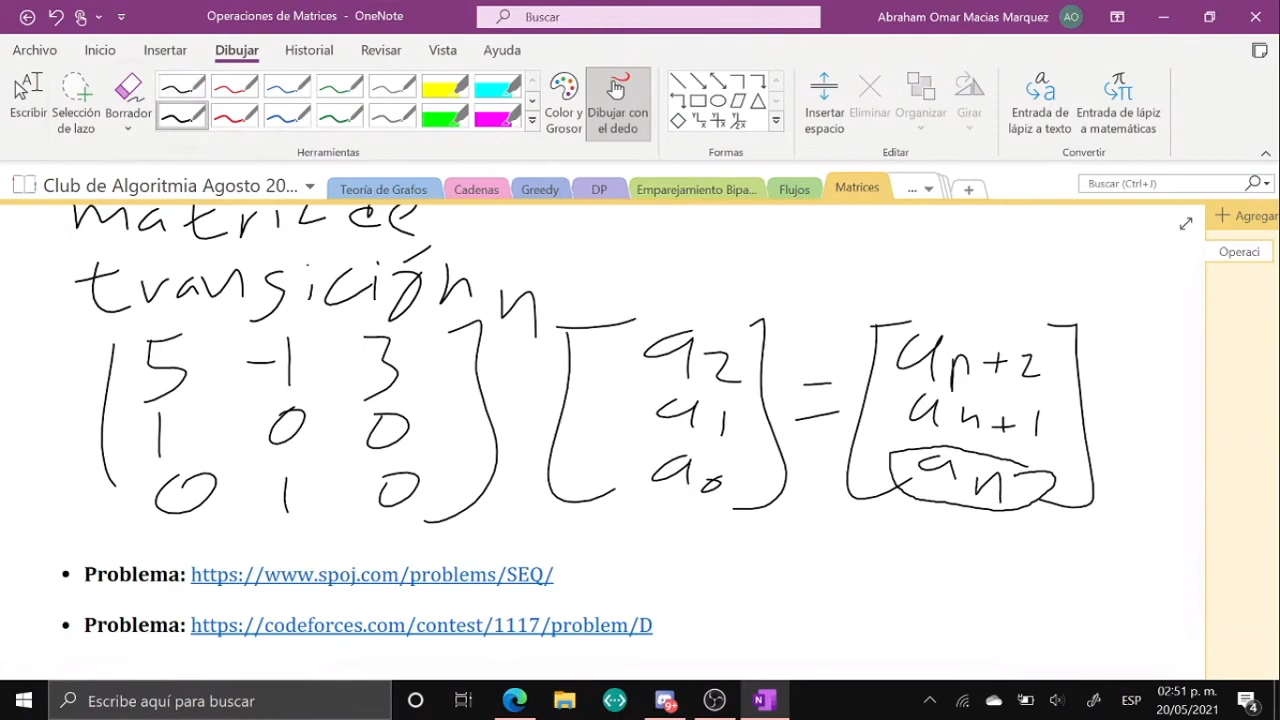 Operaciones de Matrices - OneNote
Buscar
Abraham Omar Macias Marquez AO
Archivo Inicio Insertar Dibujar Historial Revisar Vista Ayuda
Escribir
Selección de lazo
Borrador
Color y Grosor
Dibujar con el dedo
Insertar espacio
Eliminar
Organizar
Girar
Entrada de lápiz a texto
Entrada de lápiz a matemáticas
Herramientas
Formas
Editar
Convertir
Club de Algoritmia Agosto 20...
Teoría de Grafos Cadenas Greedy DP Emparejamiento Bipa... Flujos Matrices ...
Buscar (Ctrl+J)
Agregar
Operaci
matriz de
transición n
5 -1 3 a2 = an+2
1 0 0 a1 an+1
0 1 0 a0 an
• Problema: https://www.spoj.com/problems/SEQ/
• Problema: https://codeforces.com/contest/1117/problem/D
Escribe aquí para buscar
9+
ESP
02:51 p. m.
20/05/2021
4